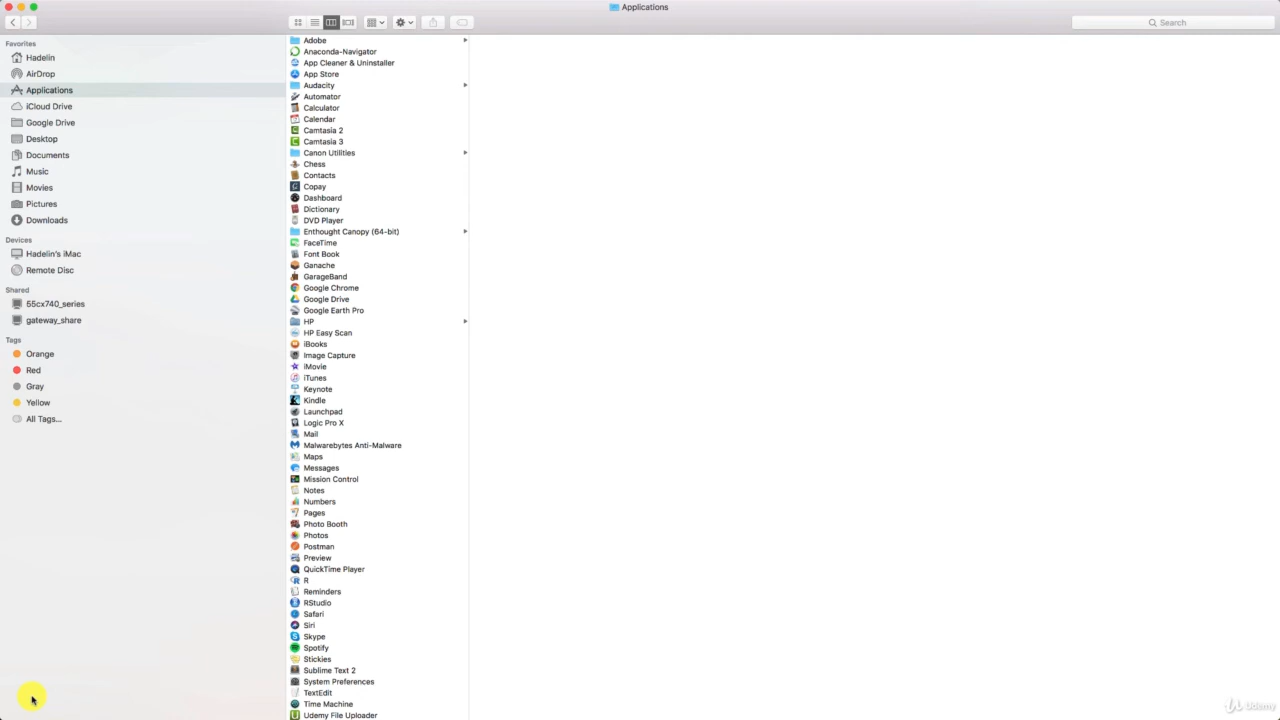 Applications
Search
Favorites
Hadelin
AirDrop
Applications
iCloud Drive
Google Drive
Desktop
Documents
Music
Movies
Pictures
Downloads
Devices
Hadelin's iMac
Remote Disc
Shared
55cx740_series
gateway_share
Tags
Orange
Red
Gray
Yellow
All Tags...
Adobe
Anaconda-Navigator
App Cleaner & Uninstaller
App Store
Audacity
Automator
Calculator
Calendar
Camtasia 2
Camtasia 3
Canon Utilities
Chess
Contacts
Copay
Dashboard
Dictionary
DVD Player
Enthought Canopy (64-bit)
FaceTime
Font Book
Ganache
GarageBand
Google Chrome
Google Drive
Google Earth Pro
HP
HP Easy Scan
iBooks
Image Capture
iMovie
iTunes
Keynote
Kindle
Launchpad
Logic Pro X
Mail
Malwarebytes Anti-Malware
Maps
Messages
Mission Control
Notes
Numbers
Pages
Photo Booth
Photos
Postman
Preview
QuickTime Player
R
Reminders
RStudio
Safari
Siri
Skype
Spotify
Stickies
Sublime Text 2
System Preferences
TextEdit
Time Machine
Udemy File Uploader
Udemy